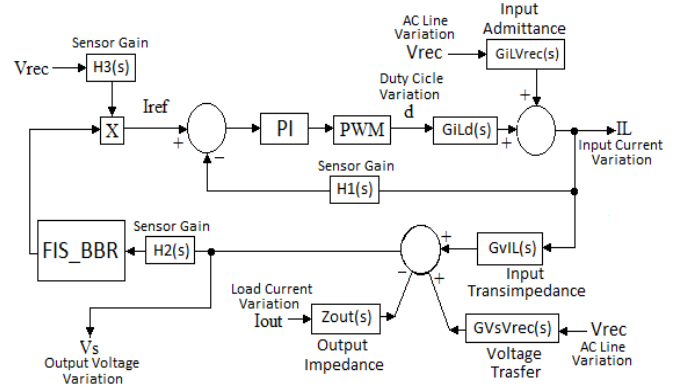 Sensor Gain
Vrec
H3(s)
X
Iref
+
−
PI
PWM
Duty Cicle
Variation
d
GiLd(s)
+
AC Line
Variation
Vrec
Input
Admittance
GiLVrec(s)
+
IL
Input Current
Variation
Sensor Gain
H1(s)
FIS_BBR
Sensor Gain
H2(s)
+
−
+
GvIL(s)
Input
Transimpedance
Load Current
Variation
Iout
Zout(s)
Output
Impedance
GVsVrec(s)
Voltage
Trasfer
Vrec
AC Line
Variation
Vs
Output Voltage
Variation